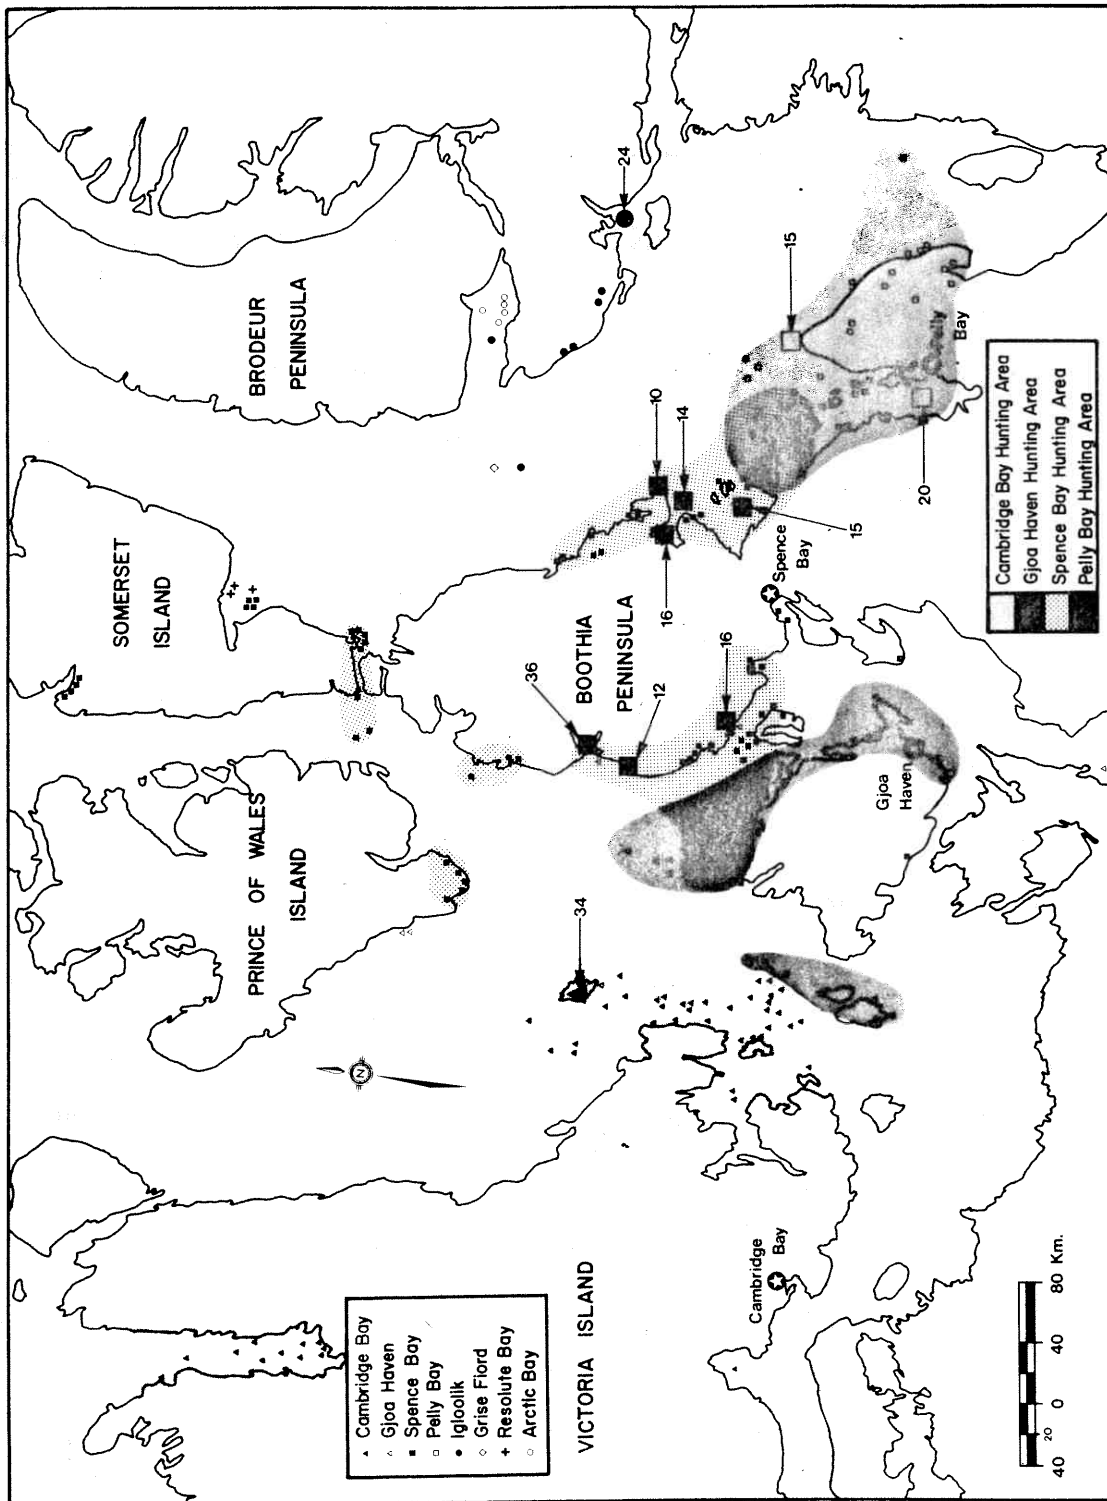 BRODEUR
PENINSULA
SOMERSET
ISLAND
PRINCE OF WALES
ISLAND
BOOTHIA
PENINSULA
VICTORIA ISLAND
24
15
10
14
16
15
20
36
12
16
34
Spence
Bay
Pelly
Bay
Gjoa
Haven
Cambridge
Bay
N
Cambridge Bay
Gjoa Haven
Spence Bay
Pelly Bay
Igloolik
Grise Fiord
Resolute Bay
Arctic Bay
Cambridge Bay Hunting Area
Gjoa Haven Hunting Area
Spence Bay Hunting Area
Pelly Bay Hunting Area
40 20 0 40 80 Km.